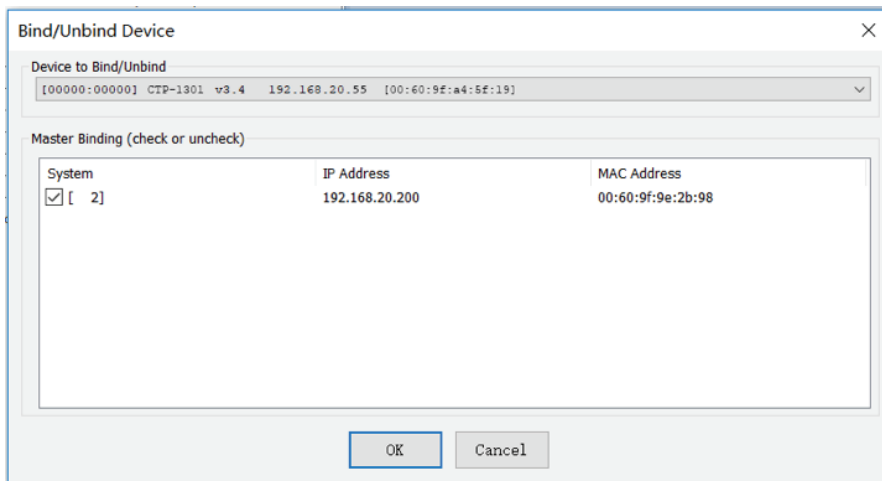 Bind/Unbind Device
Device to Bind/Unbind
[00000:00000] CTP-1301 v3.4 192.168.20.55 [00:60:9f:a4:5f:19]
Master Binding (check or uncheck)
System IP Address MAC Address
[ 2] 192.168.20.200 00:60:9f:9e:2b:98
OK Cancel